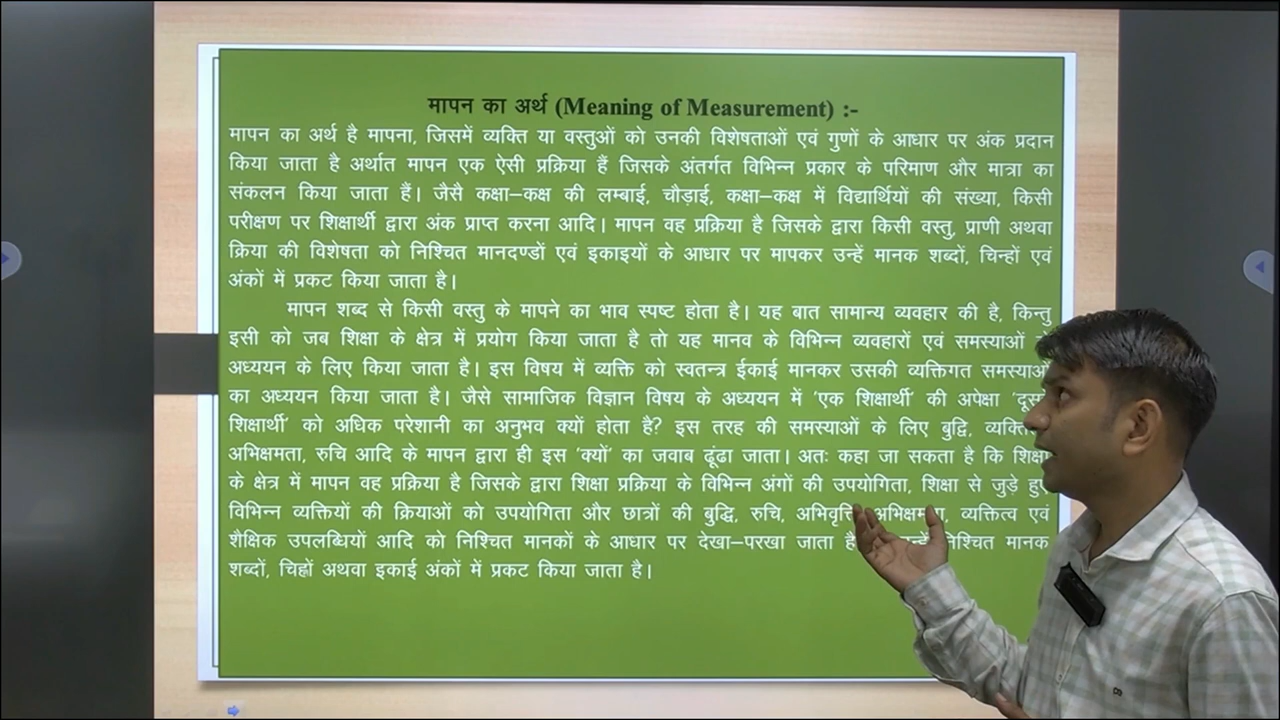 मापन का अर्थ (Meaning of Measurement) :-
मापन का अर्थ है मापना, जिसमें व्यक्ति या वस्तुओं को उनकी विशेषताओं एवं गुणों के आधार पर अंक प्रदान
किया जाता है अर्थात मापन एक ऐसी प्रक्रिया हैं जिसके अंतर्गत विभिन्न प्रकार के परिमाण और मात्रा का
संकलन किया जाता हैं। जैसै कक्षा–कक्ष की लम्बाई, चौड़ाई, कक्षा–कक्ष में विद्यार्थियों की संख्या, किसी
परीक्षण पर शिक्षार्थी द्वारा अंक प्राप्त करना आदि। मापन वह प्रक्रिया है जिसके द्वारा किसी वस्तु, प्राणी अथवा
क्रिया की विशेषता को निश्चित मानदण्डों एवं इकाइयों के आधार पर मापकर उन्हें मानक शब्दों, चिन्हों एवं
अंकों में प्रकट किया जाता है।
मापन शब्द से किसी वस्तु के मापने का भाव स्पष्ट होता है। यह बात सामान्य व्यवहार की है, किन्तु
इसी को जब शिक्षा के क्षेत्र में प्रयोग किया जाता है तो यह मानव के विभिन्न व्यवहारों एवं समस्याओं
अध्ययन के लिए किया जाता है। इस विषय में व्यक्ति को स्वतन्त्र ईकाई मानकर उसकी व्यक्तिगत समस्याओं
का अध्ययन किया जाता है। जैसे सामाजिक विज्ञान विषय के अध्ययन में 'एक शिक्षार्थी' की अपेक्षा
शिक्षार्थी' को अधिक परेशानी का अनुभव क्यों होता है? इस तरह की समस्याओं के लिए बुद्धि,
अभिक्षमता, रुचि आदि के मापन द्वारा ही इस 'क्यों' का जवाब ढूंढा जाता। अतः कहा जा सकता है कि शिक्षा
के क्षेत्र में मापन वह प्रक्रिया है जिसके द्वारा शिक्षा प्रक्रिया के विभिन्न अंगों की उपयोगिता, शिक्षा से जुड़े
विभिन्न व्यक्तियों की क्रियाओं को उपयोगिता और छात्रों की बुद्धि, रुचि, व्यक्तित्व एवं
शैक्षिक उपलब्धियों आदि को निश्चित मानकों के आधार पर देखा–परखा जाता निश्चित मानक
शब्दों, चिह्नों अथवा इकाई अंकों में प्रकट किया जाता है।